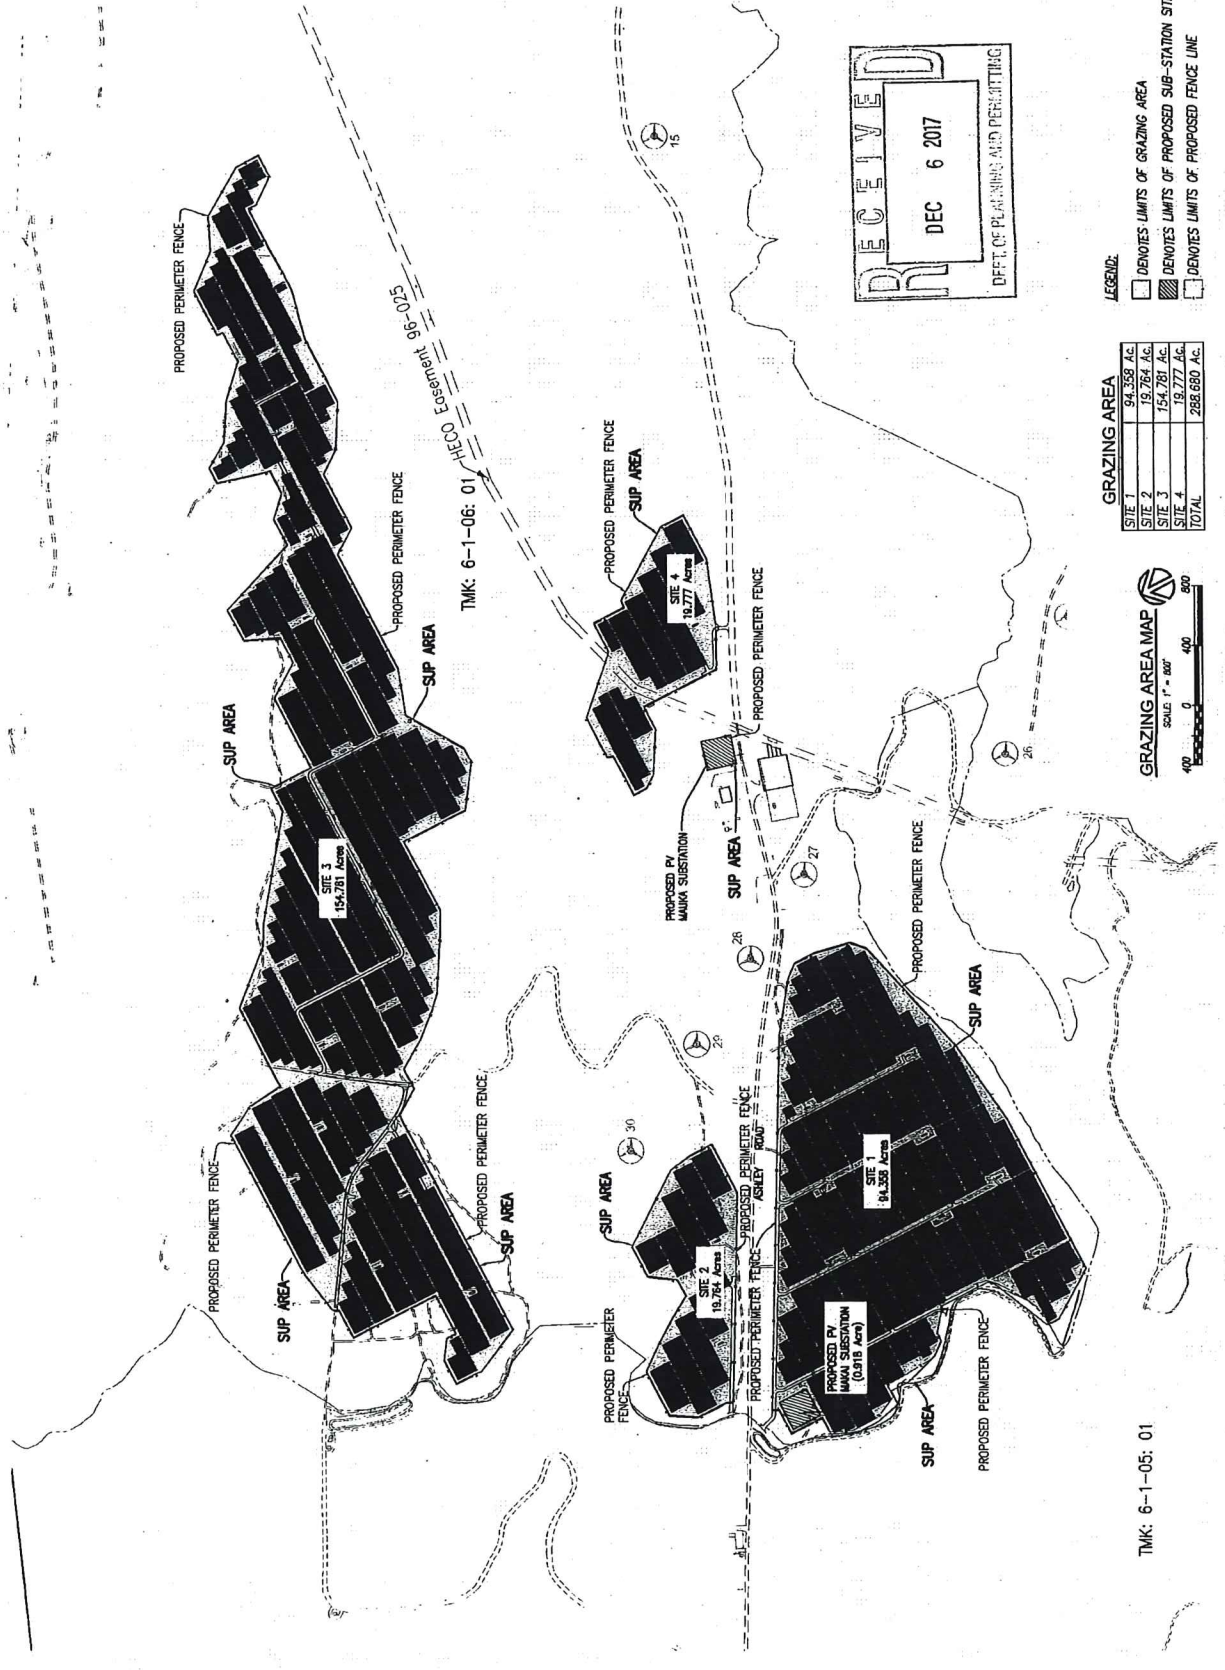 PROPOSED PERIMETER FENCE
HECO Easement 96-025
TMK: 6-1-06: 01
PROPOSED PERIMETER FENCE
SUP AREA
SUP AREA
SITE 3
154.781 Acres
PROPOSED PERIMETER FENCE
SUP AREA
PROPOSED PERIMETER FENCE
SUP AREA
15
PROPOSED PERIMETER FENCE
SUP AREA
SITE 4
19.777 Acres
PROPOSED PERIMETER FENCE
PROPOSED PV
MAUKA SUBSTATION
SUP AREA
26
27
28
29
30
SUP AREA
SITE 2
19.764 Acres
PROPOSED PERIMETER
FENCE
PROPOSED PERIMETER FENCE
ASHLEY ROAD
PROPOSED PERIMETER FENCE
PROPOSED PERIMETER FENCE
SUP AREA
SITE 1
94.358 Acres
PROPOSED PV
MAKAI SUBSTATION
(0.918 Acre)
SUP AREA
PROPOSED PERIMETER FENCE
TMK: 6-1-05: 01
RECEIVED
DEC 6 2017
DEPT. OF PLANNING AND PERMITTING
GRAZING AREA MAP
SCALE: 1" = 800'
400 0 400 800
GRAZING AREA
SITE 1 94.358 Ac.
SITE 2 19.764 Ac.
SITE 3 154.781 Ac.
SITE 4 19.777 Ac.
TOTAL 288.680 Ac.
LEGEND:
DENOTES LIMITS OF GRAZING AREA
DENOTES LIMITS OF PROPOSED SUB-STATION
DENOTES LIMITS OF PROPOSED FENCE LINE